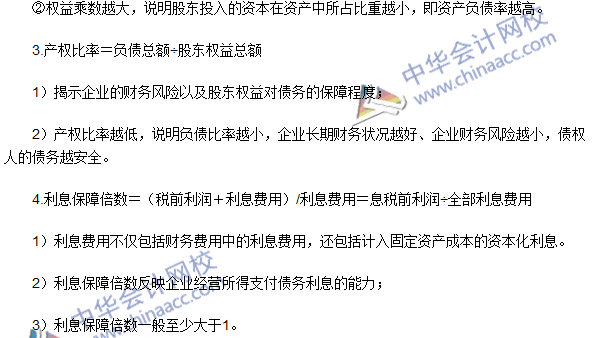 ②权益乘数越大，说明股东投入的资本在资产中所占比重越小，即资产负债率越高。
3.产权比率＝负债总额÷股东权益总额
1）揭示企业的财务风险以及股东权益对债务的保障程度；
2）产权比率越低，说明负债比率越小，企业长期财务状况越好、企业财务风险越小，债权
人的债务越安全。
4.利息保障倍数＝（税前利润＋利息费用）/利息费用＝息税前利润÷全部利息费用
1）利息费用不仅包括财务费用中的利息费用，还包括计入固定资产成本的资本化利息。
2）利息保障倍数反映企业经营所得支付债务利息的能力；
3）利息保障倍数一般至少大于1。
中华会计网校
www.chinaacc.com
中华会计网校
www.chinaacc.com